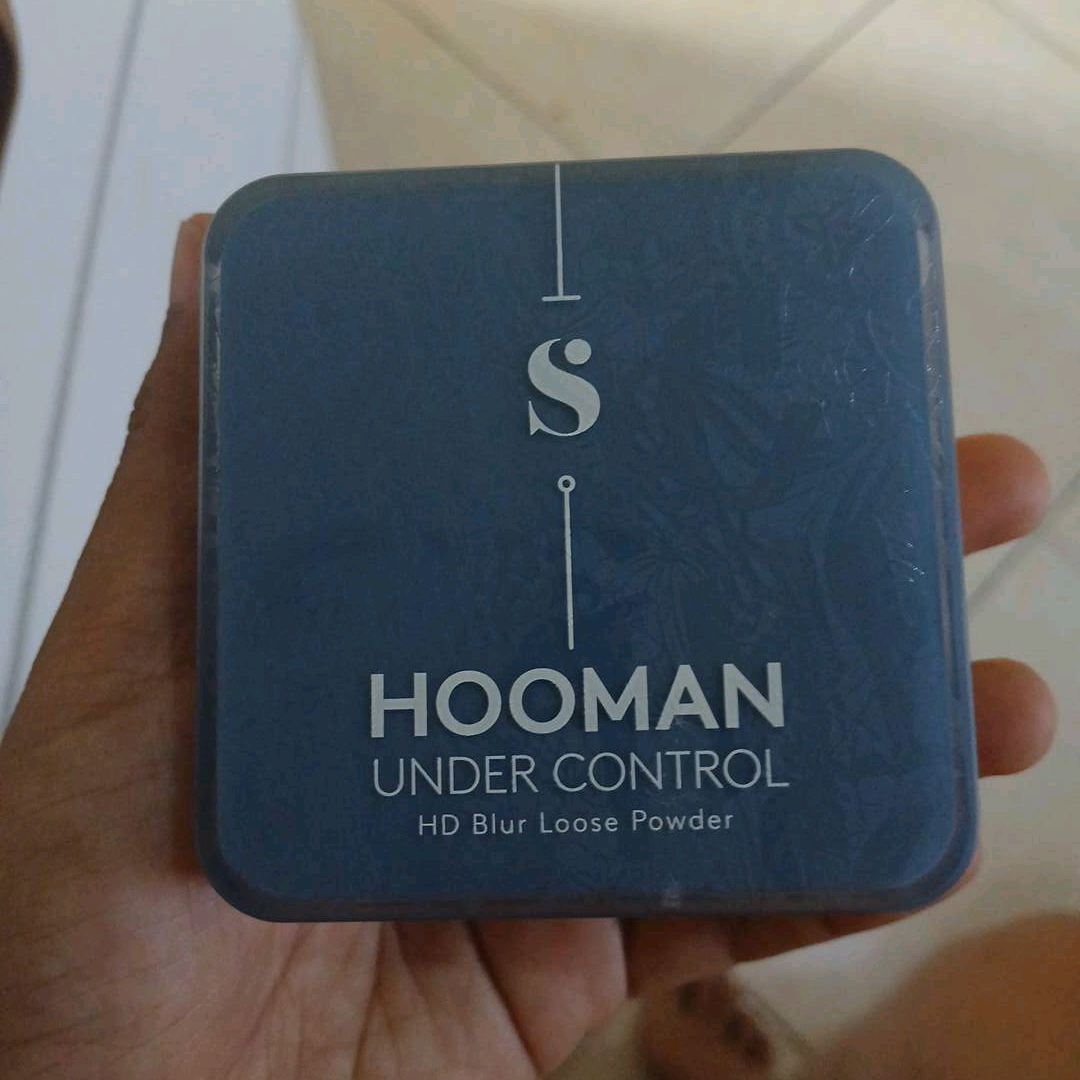 S
HOOMAN
UNDER CONTROL
HD Blur Loose Powder